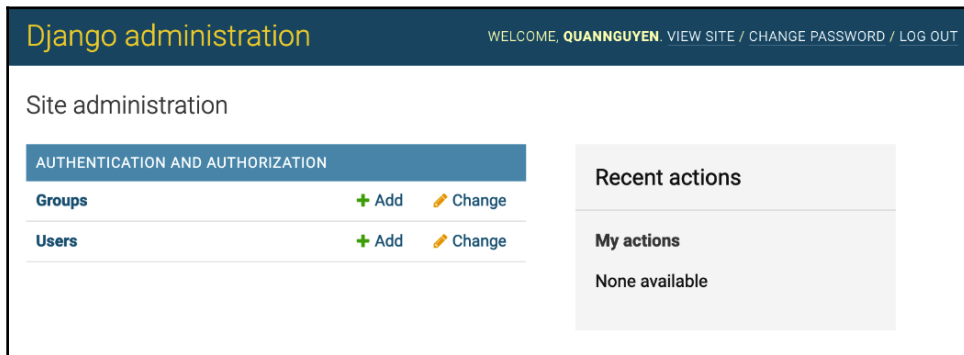 Django administration
WELCOME, QUANNGUYEN. VIEW SITE / CHANGE PASSWORD / LOG OUT
Site administration
AUTHENTICATION AND AUTHORIZATION
Groups Add Change
Users Add Change
Recent actions
My actions
None available